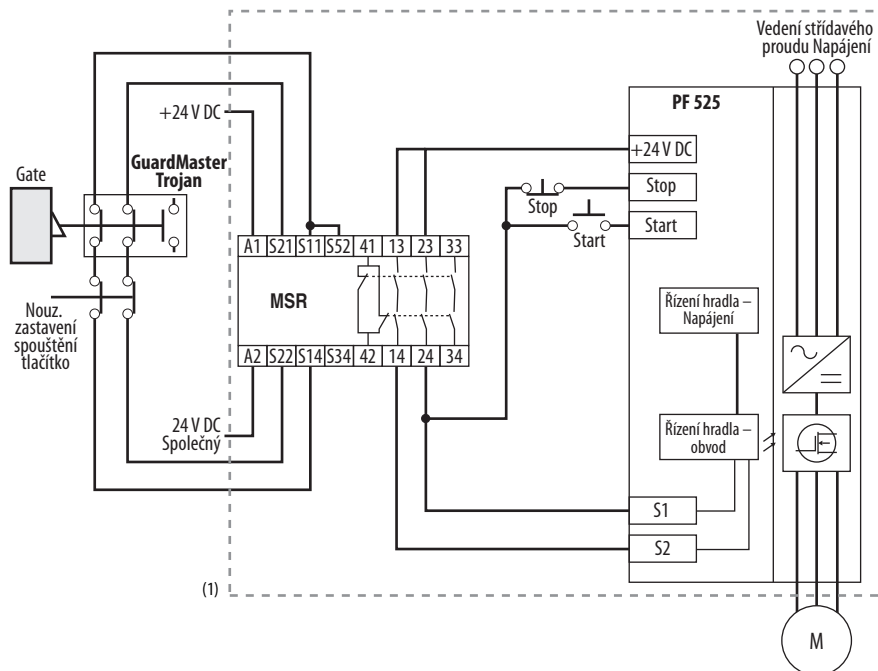 Vedení střídavého
proudu Napájení
PF 525
+24 V DC
+24 V DC
GuardMaster
Trojan
Gate
Stop
Stop
Start
Start
A1 S21 S11 S52 41 13 23 33
MSR
Nouz.
zastavení
spouštění
tlačítko
Řízení hradla –
Napájení
A2 S22 S14 S34 42 14 24 34
24 V DC
Společný
Řízení hradla –
obvod
S1
S2
(1)
M